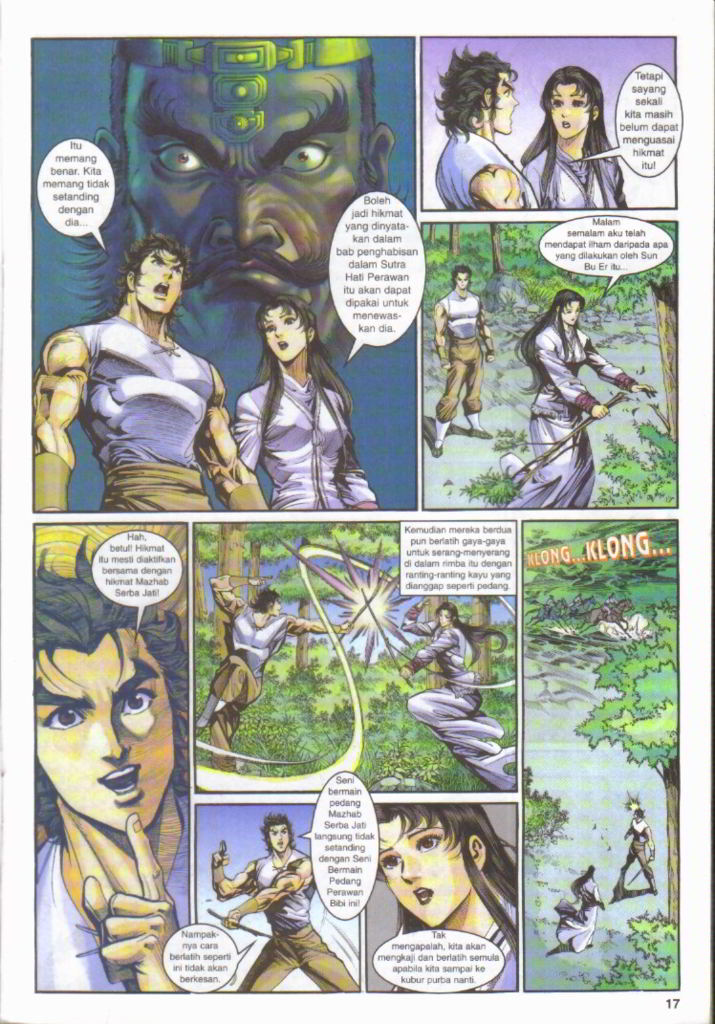 Itu
memang
benar. Kita
memang tidak
setanding
dengan
dia...
Boleh
jadi hikmat
yang dinyata-
kan dalam
bab penghabisan
dalam Sutra
Hati Perawan
itu akan dapat
dipakai untuk
menewas-
kan dia.
Tetapi
sayang
sekali
kita masih
belum dapat
menguasai
hikmat
itu!
Malam
semalam aku telah
mendapat ilham daripada apa
yang dilakukan oleh Sun
Bu Er itu...
Hah,
betul! Hikmat
itu mesti diaktifkan
bersama dengan
hikmat Mazhab
Serba Jati!
Kemudian mereka berdua
pun berlatih gaya-gaya
untuk serang-menyerang
di dalam rimba itu dengan
ranting-ranting kayu yang
dianggap seperti pedang.
KLONG...KLONG...
Seni
bermain
pedang
Mazhab
Serba Jati
langsung tidak
setanding
dengan Seni
Bermain
Pedang
Perawan
Bibi ini!
Nampak-
nya cara
berlatih seperti
ini tidak akan
berkesan.
Tak
mengapalah, kita akan
mengkaji dan berlatih semula
apabila kita sampai ke
kubur purba nanti.
17